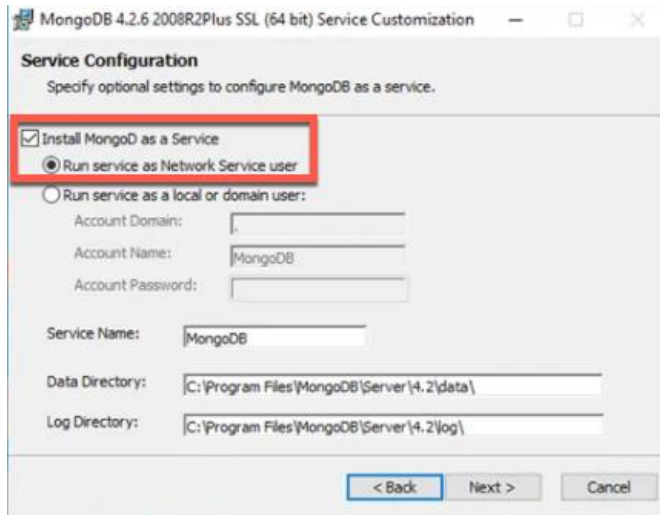 MongoDB 4.2.6 2008R2Plus SSL (64 bit) Service Customization
Service Configuration
Specify optional settings to configure MongoDB as a service.
Install MongoD as a Service
Run service as Network Service user
Run service as a local or domain user:
Account Domain:
.
Account Name:
MongoDB
Account Password:
Service Name:
MongoDB
Data Directory:
C:\Program Files\MongoDB\Server\4.2\data\
Log Directory:
C:\Program Files\MongoDB\Server\4.2\log\
< Back
Next >
Cancel